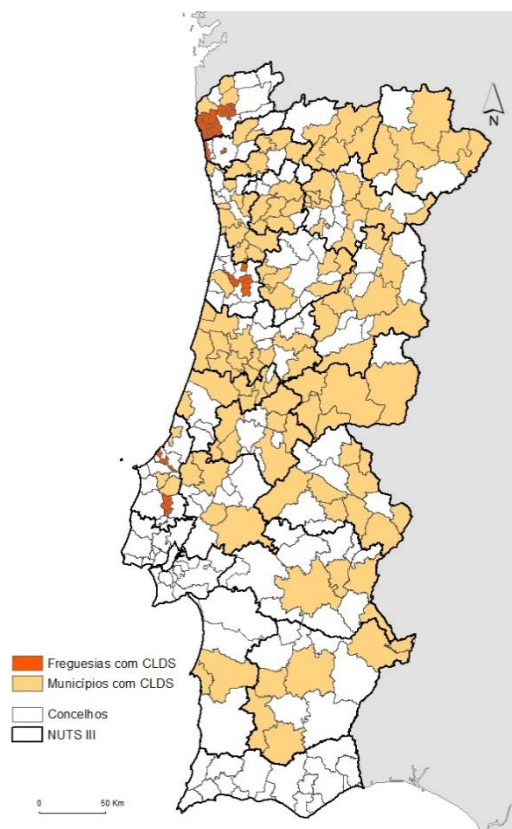 N
Freguesias com CLDS
Municípios com CLDS
Concelhos
NUTS III
0 50 Km